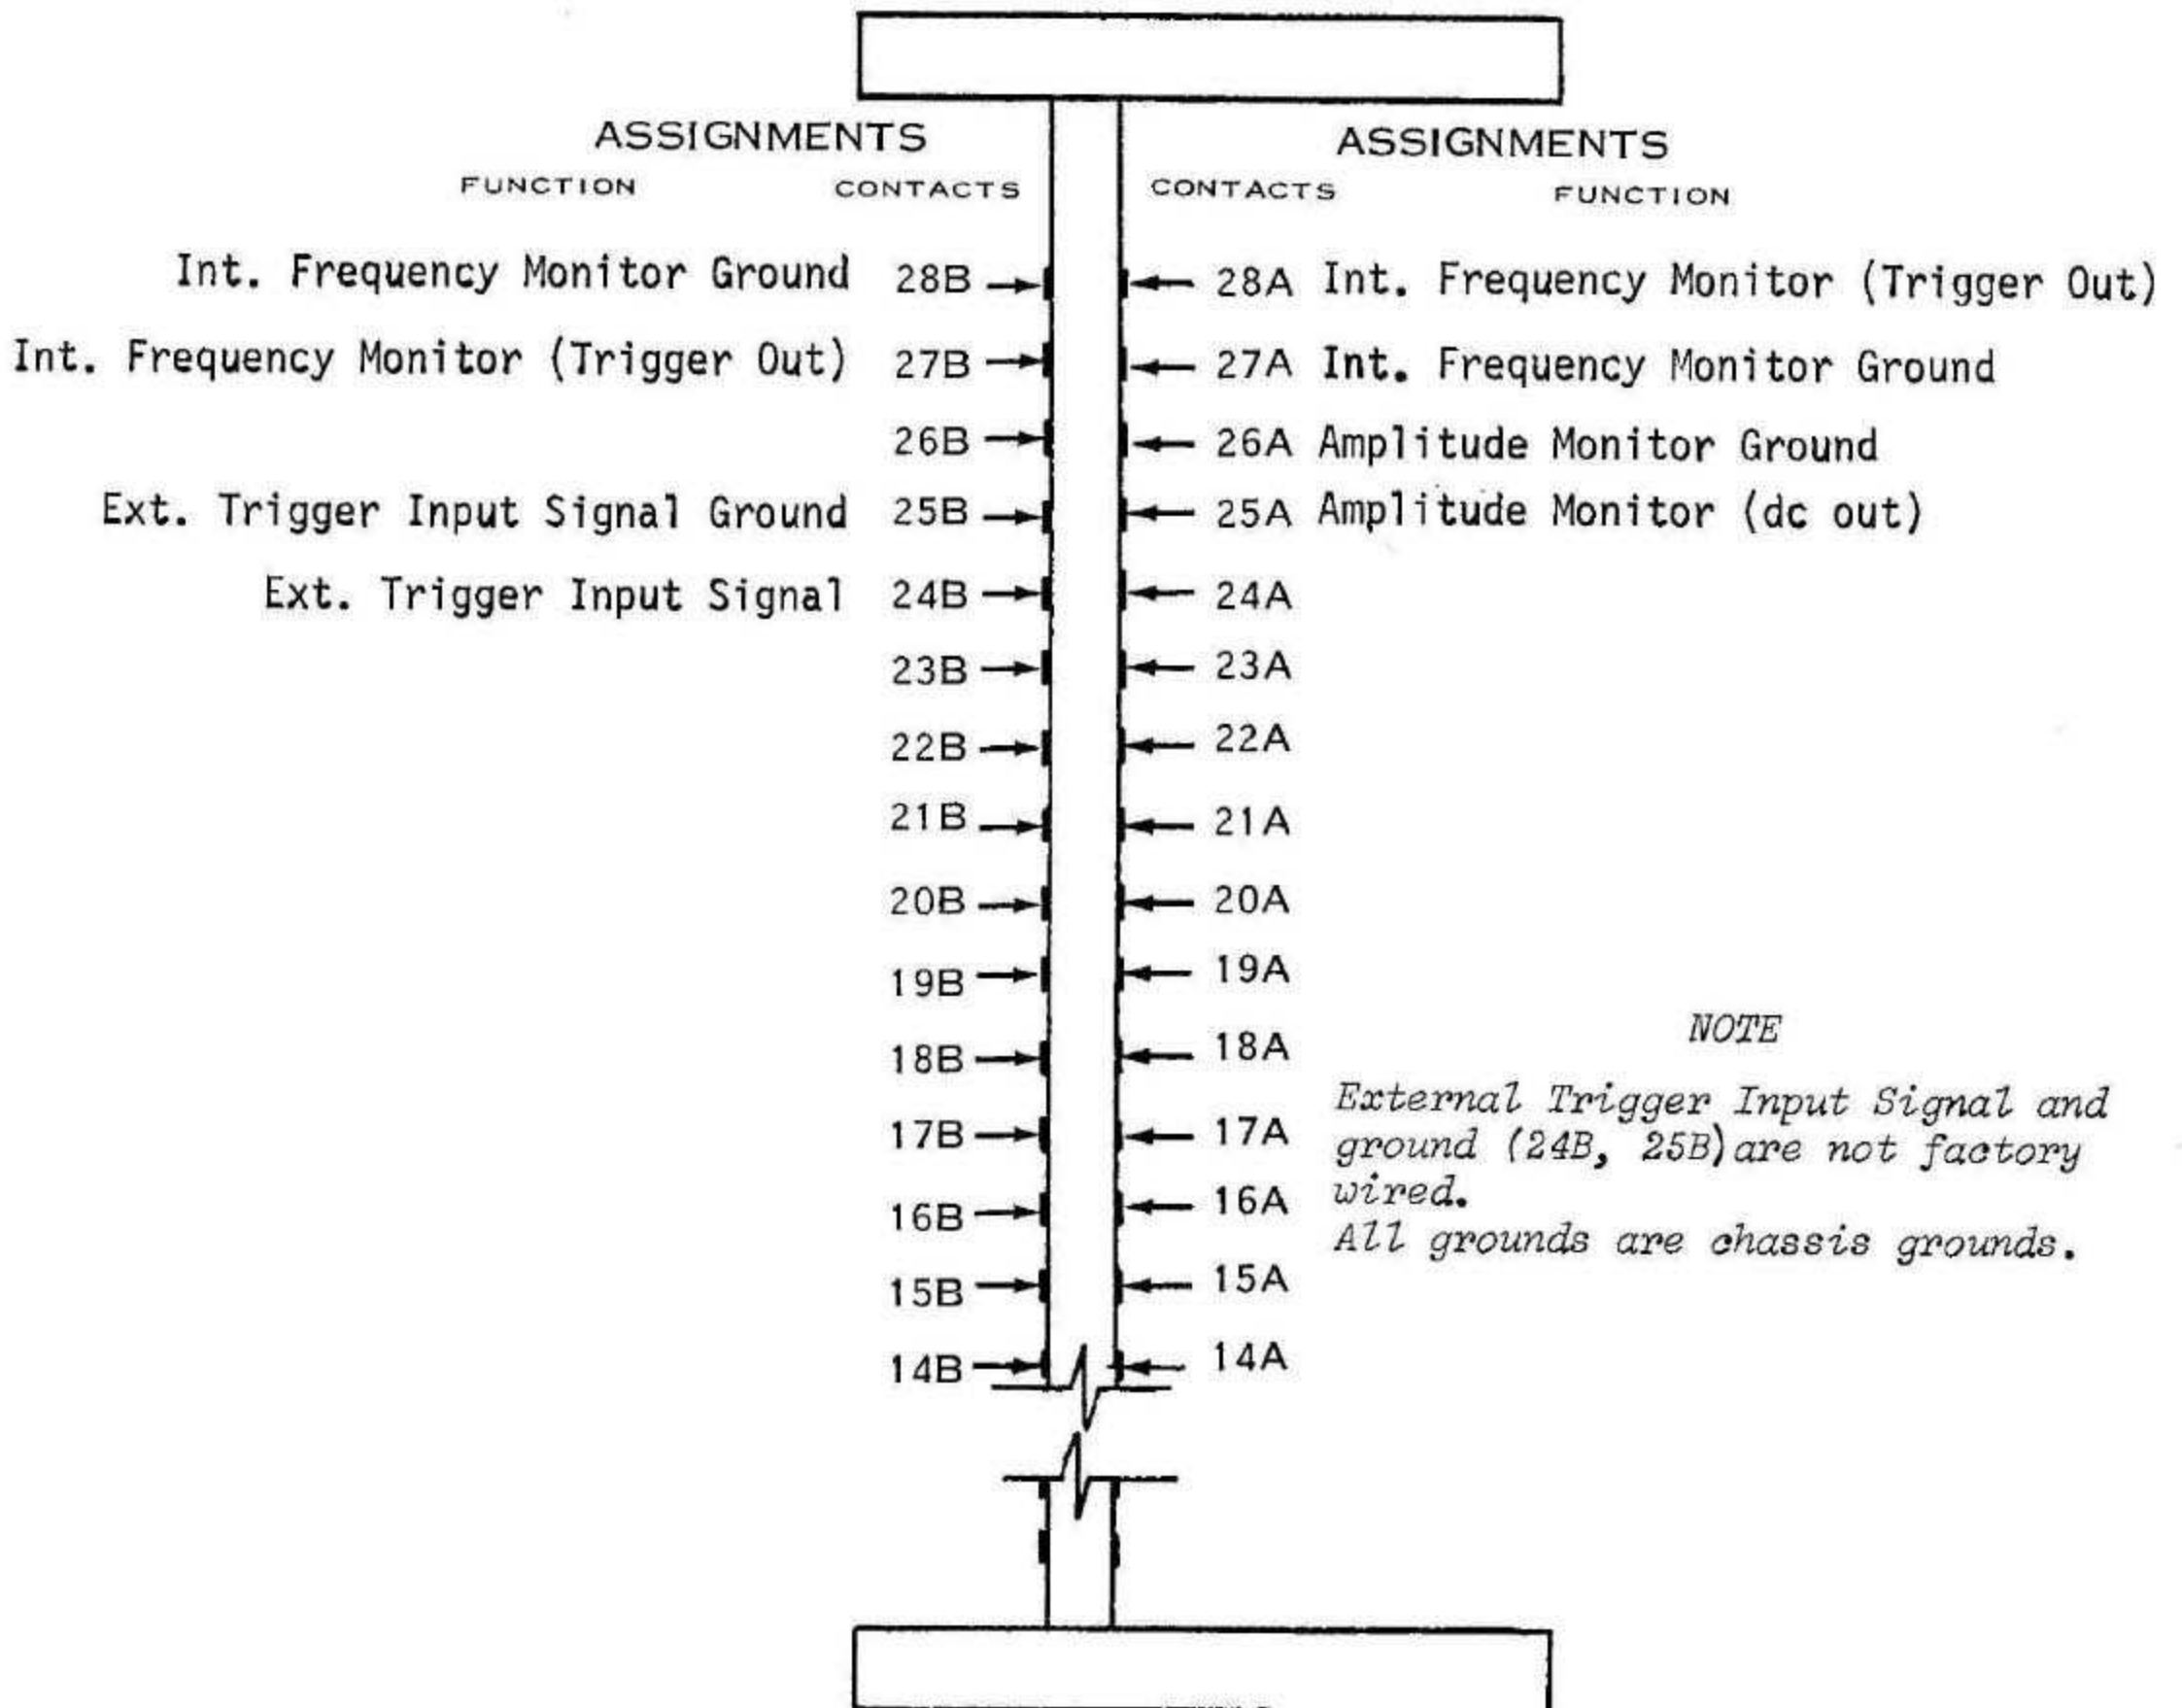 ASSIGNMENTS ASSIGNMENTS
FUNCTION CONTACTS CONTACTS FUNCTION
Int. Frequency Monitor Ground 28B 28A Int. Frequency Monitor (Trigger Out)
Int. Frequency Monitor (Trigger Out) 27B 27A Int. Frequency Monitor Ground
26B 26A Amplitude Monitor Ground
Ext. Trigger Input Signal Ground 25B 25A Amplitude Monitor (dc out)
Ext. Trigger Input Signal 24B 24A
23B 23A
22B 22A
21B 21A
20B 20A
19B 19A
18B 18A
17B 17A
16B 16A
15B 15A
14B 14A
NOTE
External Trigger Input Signal and
ground (24B, 25B) are not factory
wired.
All grounds are chassis grounds.